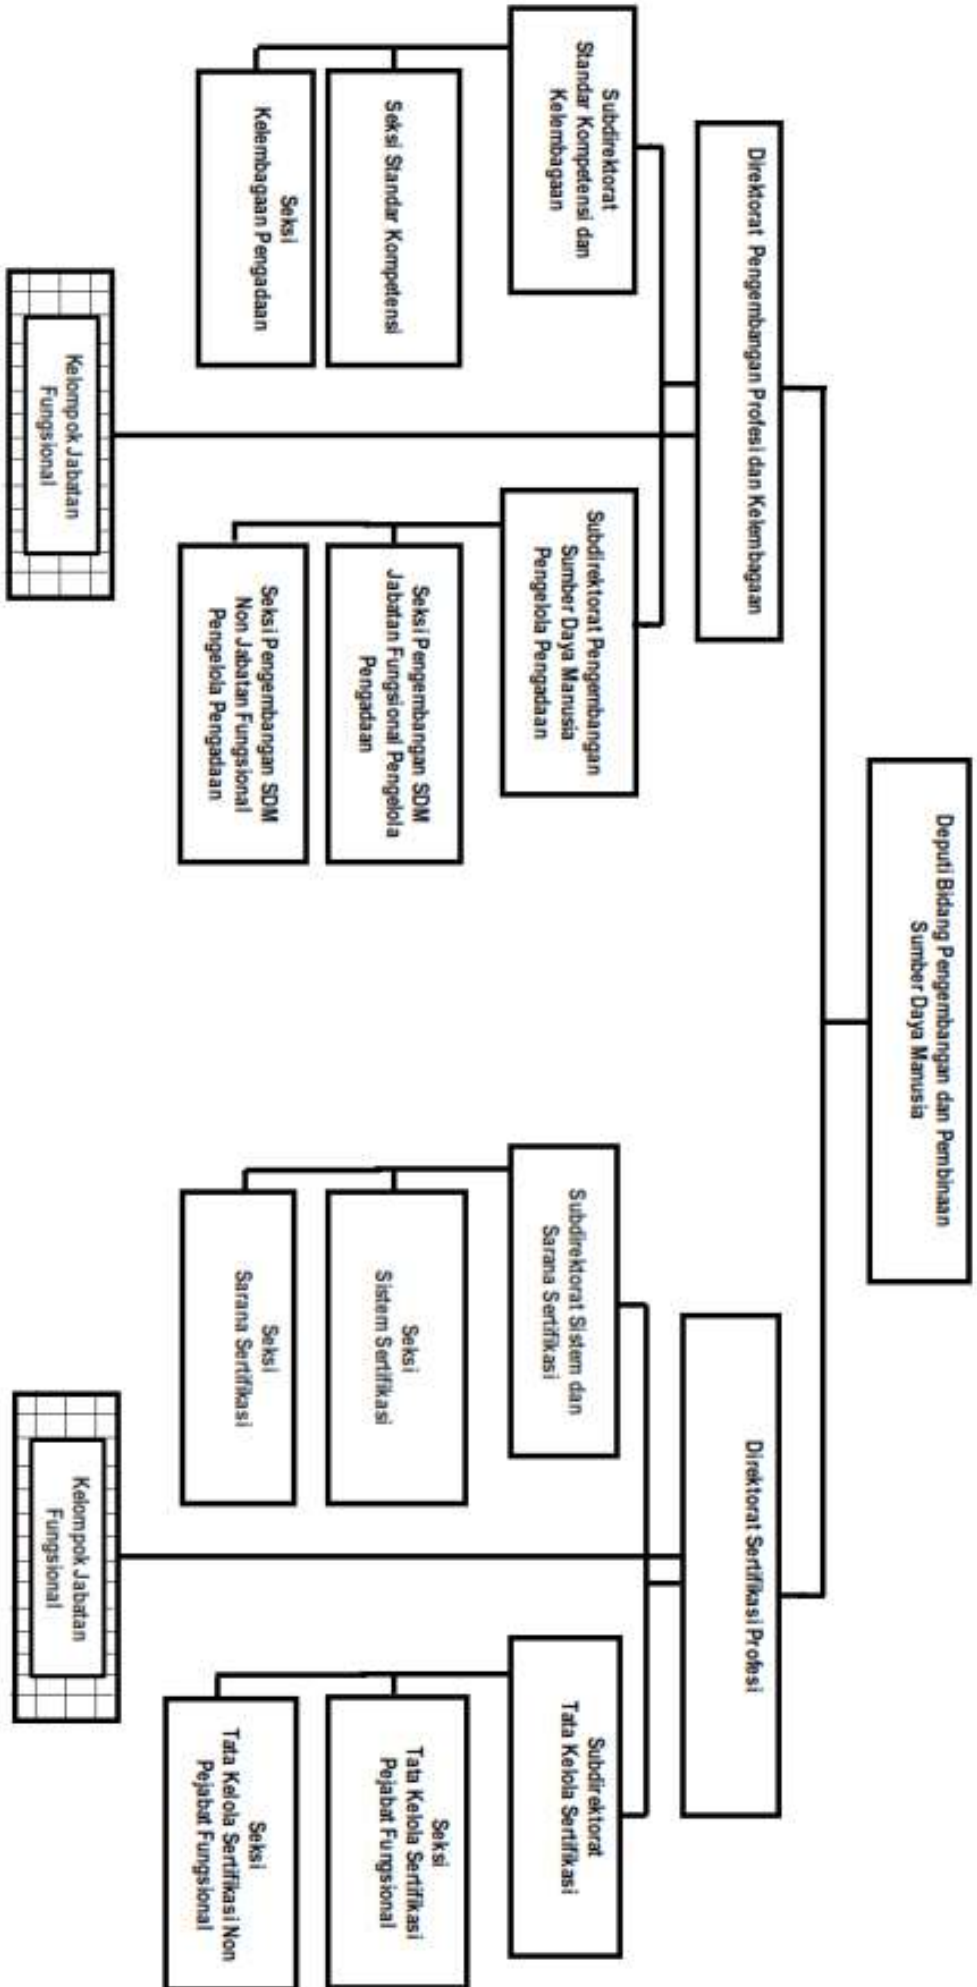 Deputi Bidang Pengembangan dan Pembinaan
Sumber Daya Manusia
Direktorat Pengembangan Profesi dan Kelembagaan
Direktorat Sertifikasi Profesi
Subdirektorat
Standar Kompetensi dan
Kelembagaan
Subdirektorat Pengembangan
Sumber Daya Manusia
Pengelola Pengadaan
Subdirektorat Sistem dan
Sarana Sertifikasi
Subdirektorat
Tata Kelola Sertifikasi
Seksi Standar Kompetensi
Seksi Pengembangan SDM
Jabatan Fungsional Pengelola
Pengadaan
Seksi
Sistem Sertifikasi
Seksi
Tata Kelola Sertifikasi
Pejabat Fungsional
Seksi
Kelembagaan Pengadaan
Seksi Pengembangan SDM
Non Jabatan Fungsional
Pengelola Pengadaan
Seksi
Sarana Sertifikasi
Seksi
Tata Kelola Sertifikasi Non
Pejabat Fungsional
Kelompok Jabatan
Fungsional
Kelompok Jabatan
Fungsional